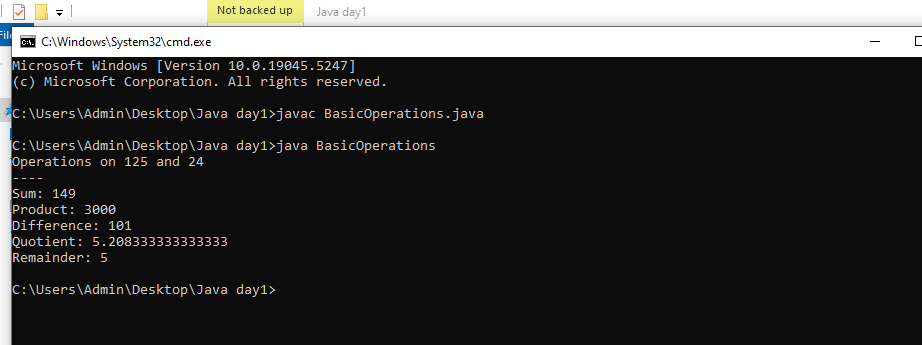 Not backed up
Java day1
File
C:\Windows\System32\cmd.exe
Microsoft Windows [Version 10.0.19045.5247]
(c) Microsoft Corporation. All rights reserved.
C:\Users\Admin\Desktop\Java day1>javac BasicOperations.java
C:\Users\Admin\Desktop\Java day1>java BasicOperations
Operations on 125 and 24
----
Sum: 149
Product: 3000
Difference: 101
Quotient: 5.208333333333333
Remainder: 5
C:\Users\Admin\Desktop\Java day1>